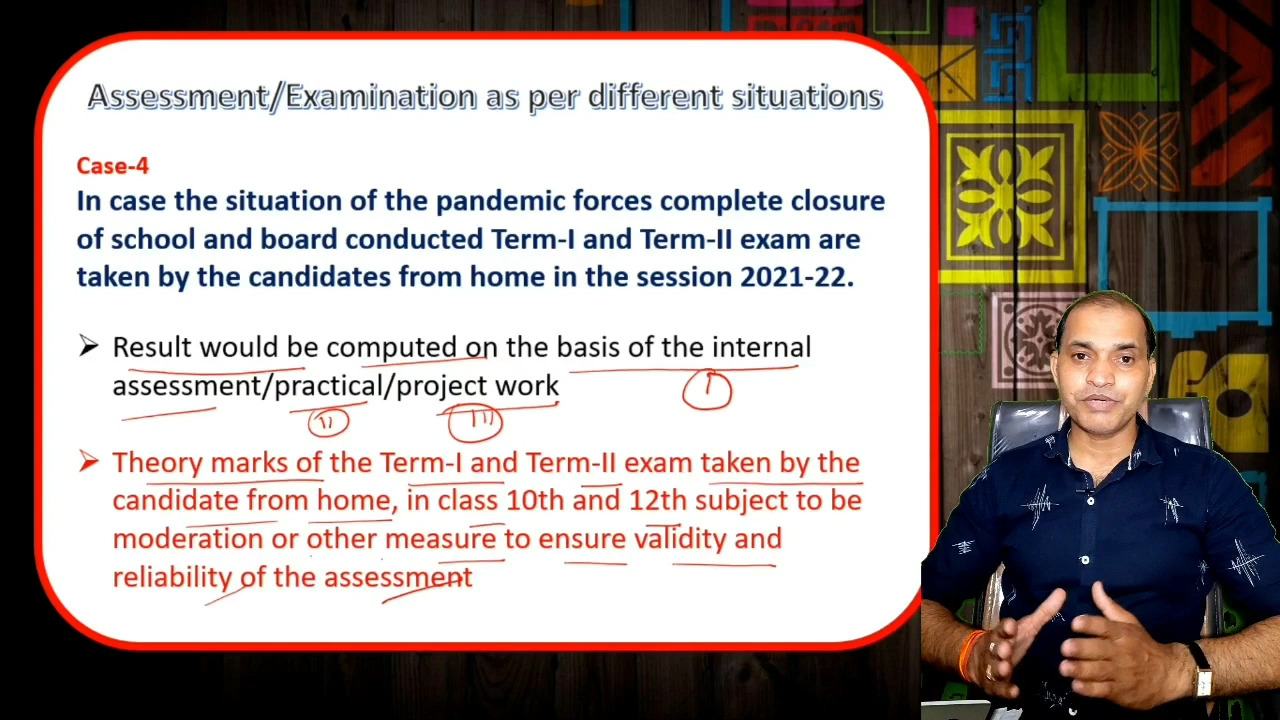 Assessment/Examination as per different situations
Case-4
In case the situation of the pandemic forces complete closure
of school and board conducted Term-I and Term-II exam are
taken by the candidates from home in the session 2021-22.
➢ Result would be computed on the basis of the internal
assessment/practical/project work
I
II
III
➢ Theory marks of the Term-I and Term-II exam taken by the
candidate from home, in class 10th and 12th subject to be
moderation or other measure to ensure validity and
reliability of the assessment